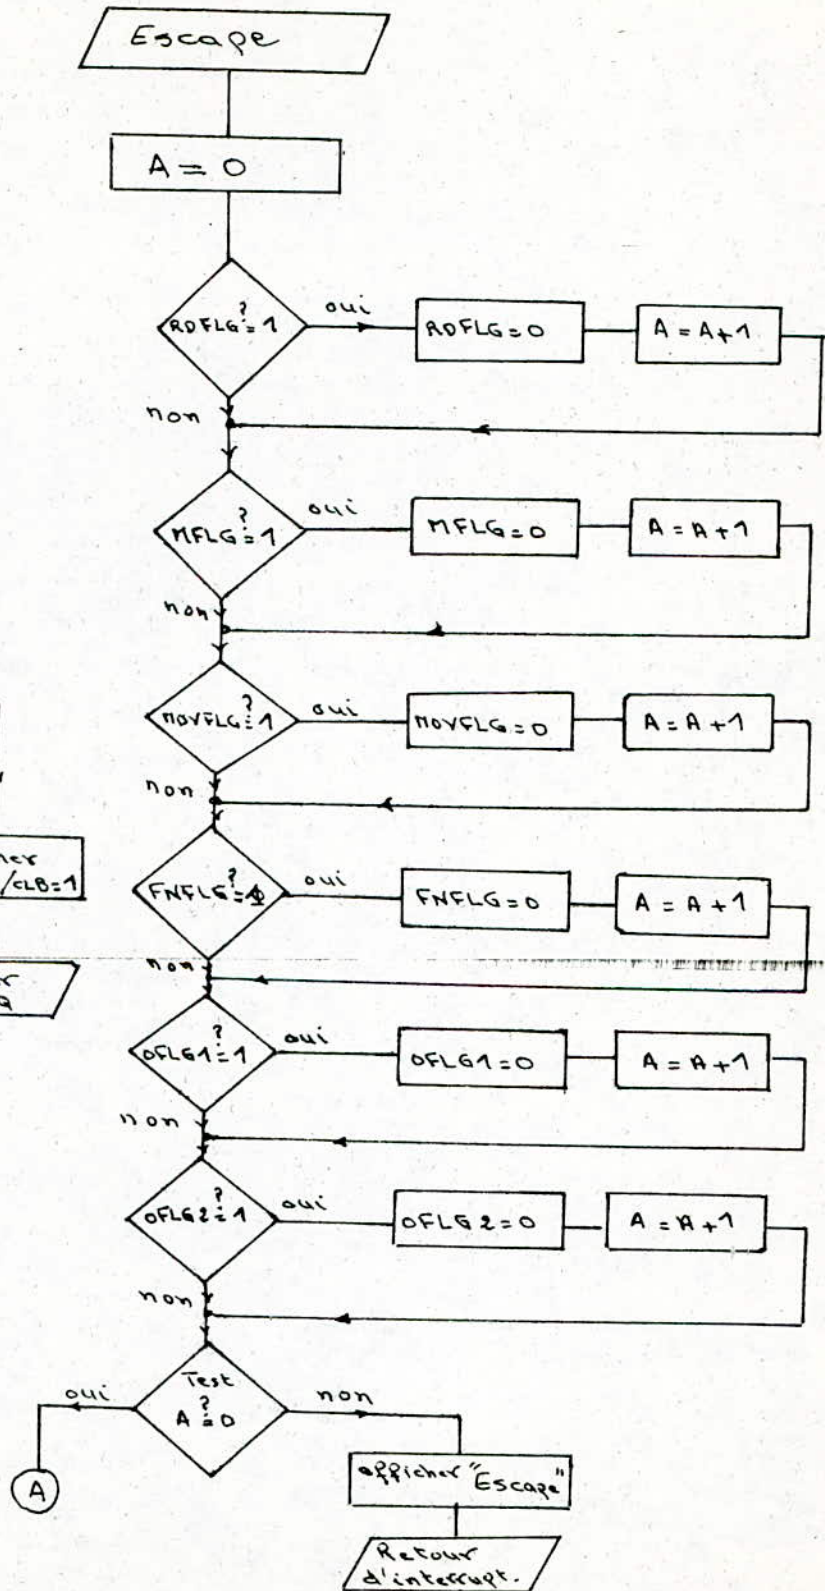 Escape
A = 0
RDFLG ?= 1
oui
RDFLG = 0
A = A + 1
non
MFLG ?= 1
oui
MFLG = 0
A = A + 1
non
MOVFLG ?= 1
oui
MOVFLG = 0
A = A + 1
non
/CLB=1
FNFLG ?= 1
oui
FNFLG = 0
A = A + 1
non
OFLG1 ?= 1
oui
OFLG1 = 0
A = A + 1
non
OFLG2 ?= 1
oui
OFLG2 = 0
A = A + 1
non
Test
A ?= 0
oui
non
A
afficher "Escape"
Retour
d'interrupt.